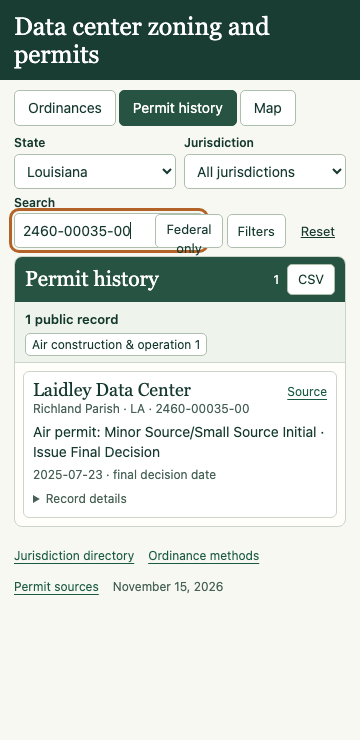 Data center zoning and
permits
Ordinances
Permit history
Map
State
Jurisdiction
Louisiana
All jurisdictions
Search
2460-00035-00
Federal
only
Filters
Reset
Permit history
1
CSV
1 public record
Air construction & operation 1
Laidley Data Center
Source
Richland Parish · LA · 2460-00035-00
Air permit: Minor Source/Small Source Initial ·
Issue Final Decision
2025-07-23 · final decision date
Record details
Jurisdiction directory
Ordinance methods
Permit sources
November 15, 2026